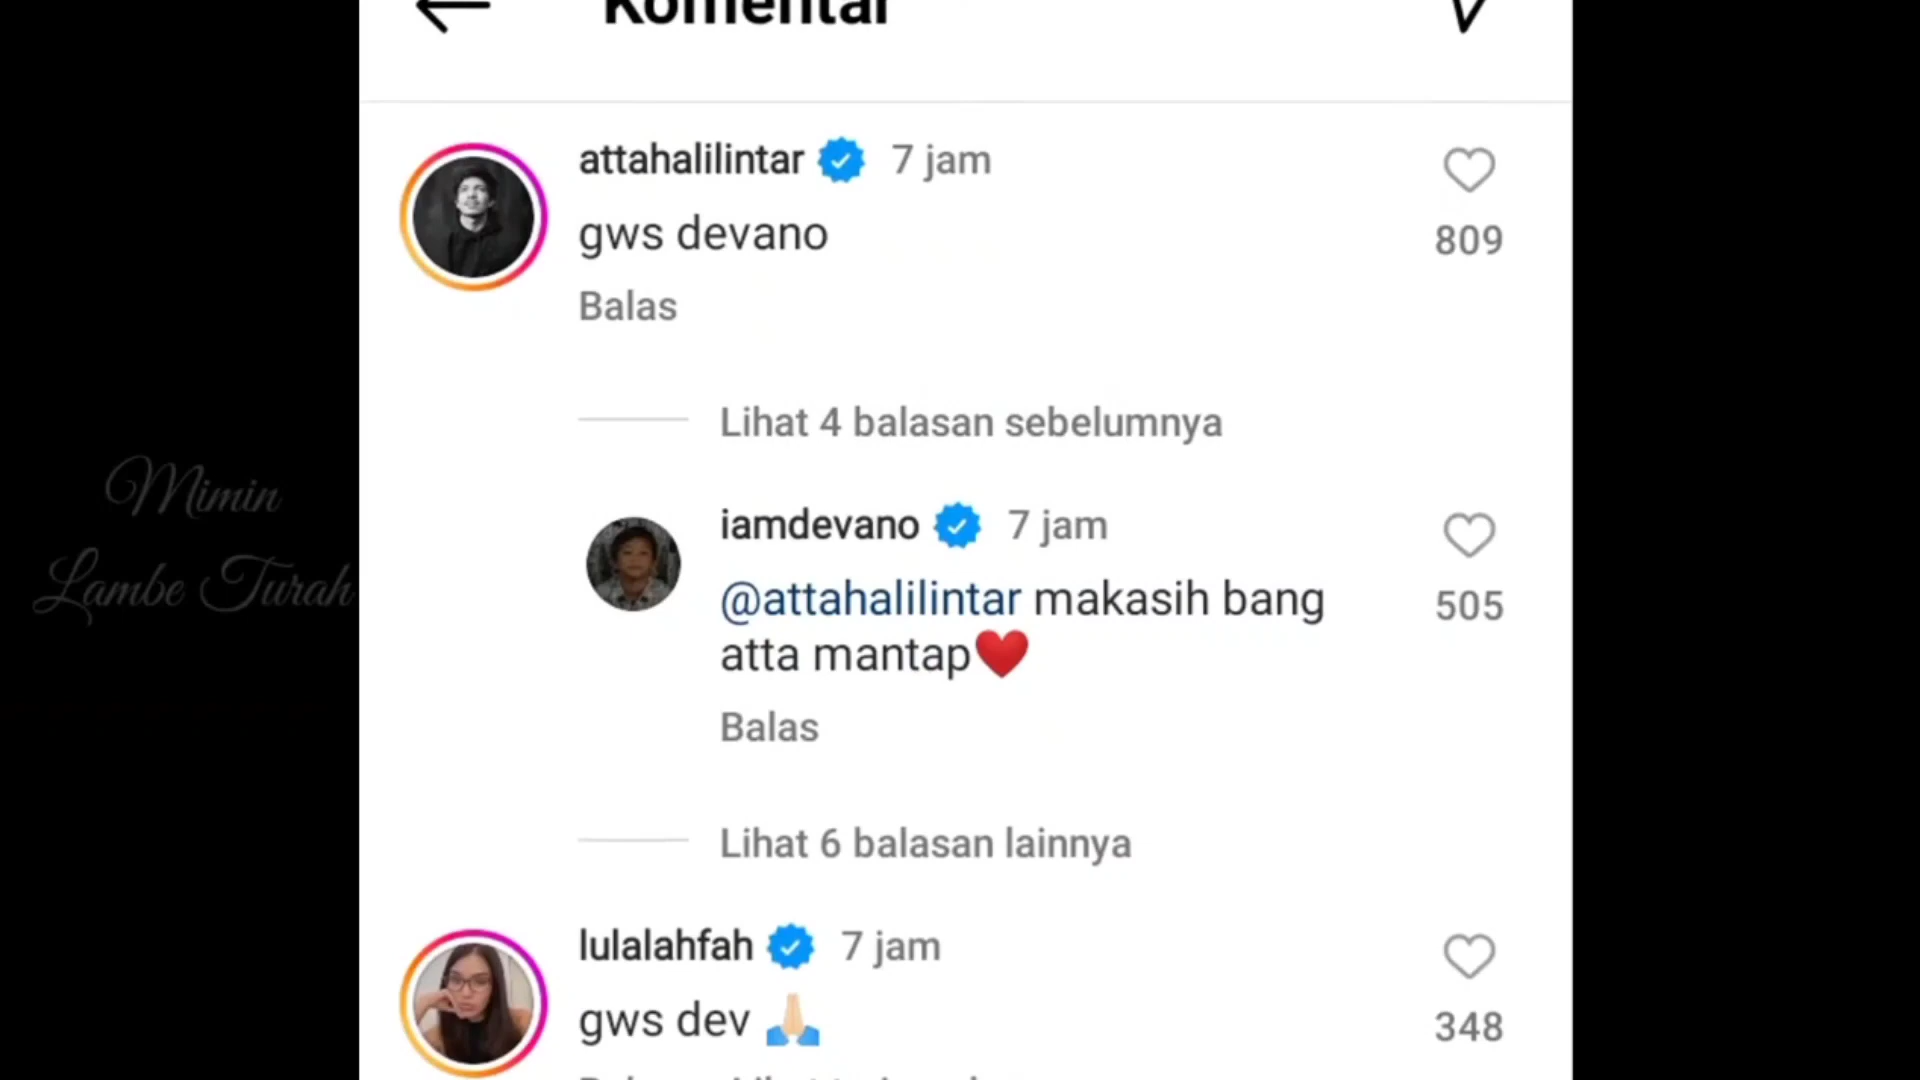 Komentar
attahalilintar 7 jam
gws devano
809
Balas
Lihat 4 balasan sebelumnya
iamdevano 7 jam
@attahalilintar makasih bang
atta mantap❤️
505
Balas
Lihat 6 balasan lainnya
lulalahfah 7 jam
gws dev 🙏🏻
348
Mimin
Lambe Turah